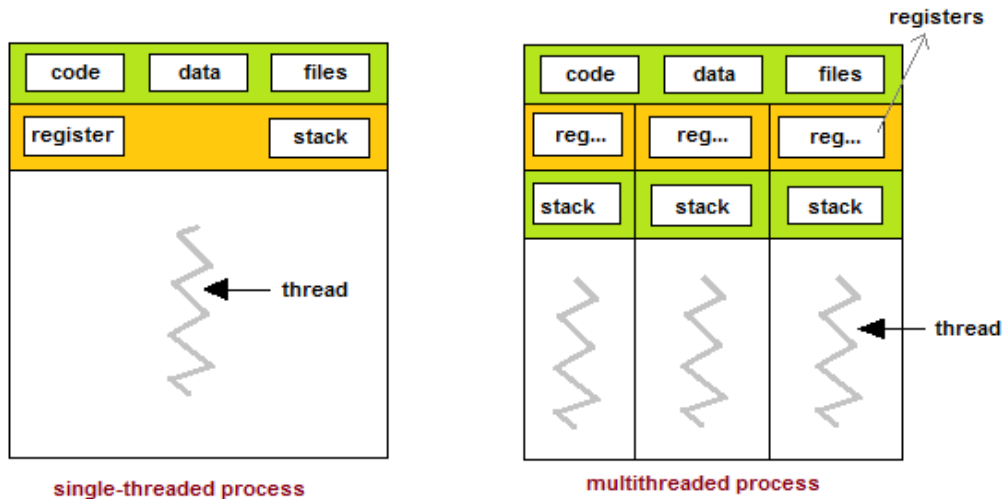 registers
code data files
code data files
register stack
reg... reg... reg...
stack stack stack
thread
thread
single-threaded process
multithreaded process